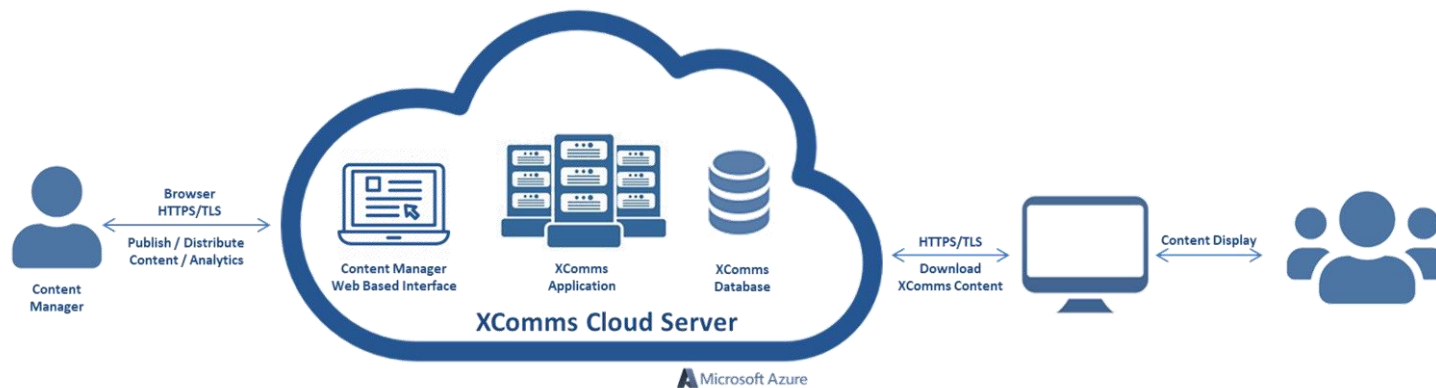 Browser
HTTPS/TLS
Publish / Distribute
Content / Analytics
Content
Manager
Content Manager
Web Based Interface
XComms
Application
XComms
Database
XComms Cloud Server
Microsoft Azure
HTTPS/TLS
Download
XComms Content
Content Display